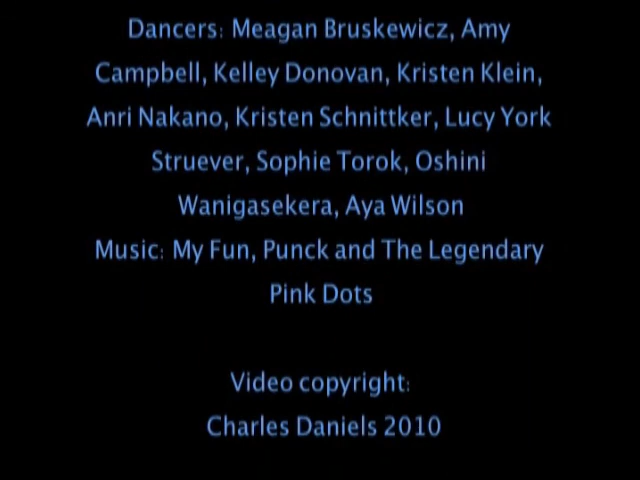 Dancers: Meagan Bruskewicz, Amy
Campbell, Kelley Donovan, Kristen Klein,
Anri Nakano, Kristen Schnittker, Lucy York
Struever, Sophie Torok, Oshini
Wanigasekera, Aya Wilson
Music: My Fun, Punck and The Legendary
Pink Dots
Video copyright:
Charles Daniels 2010